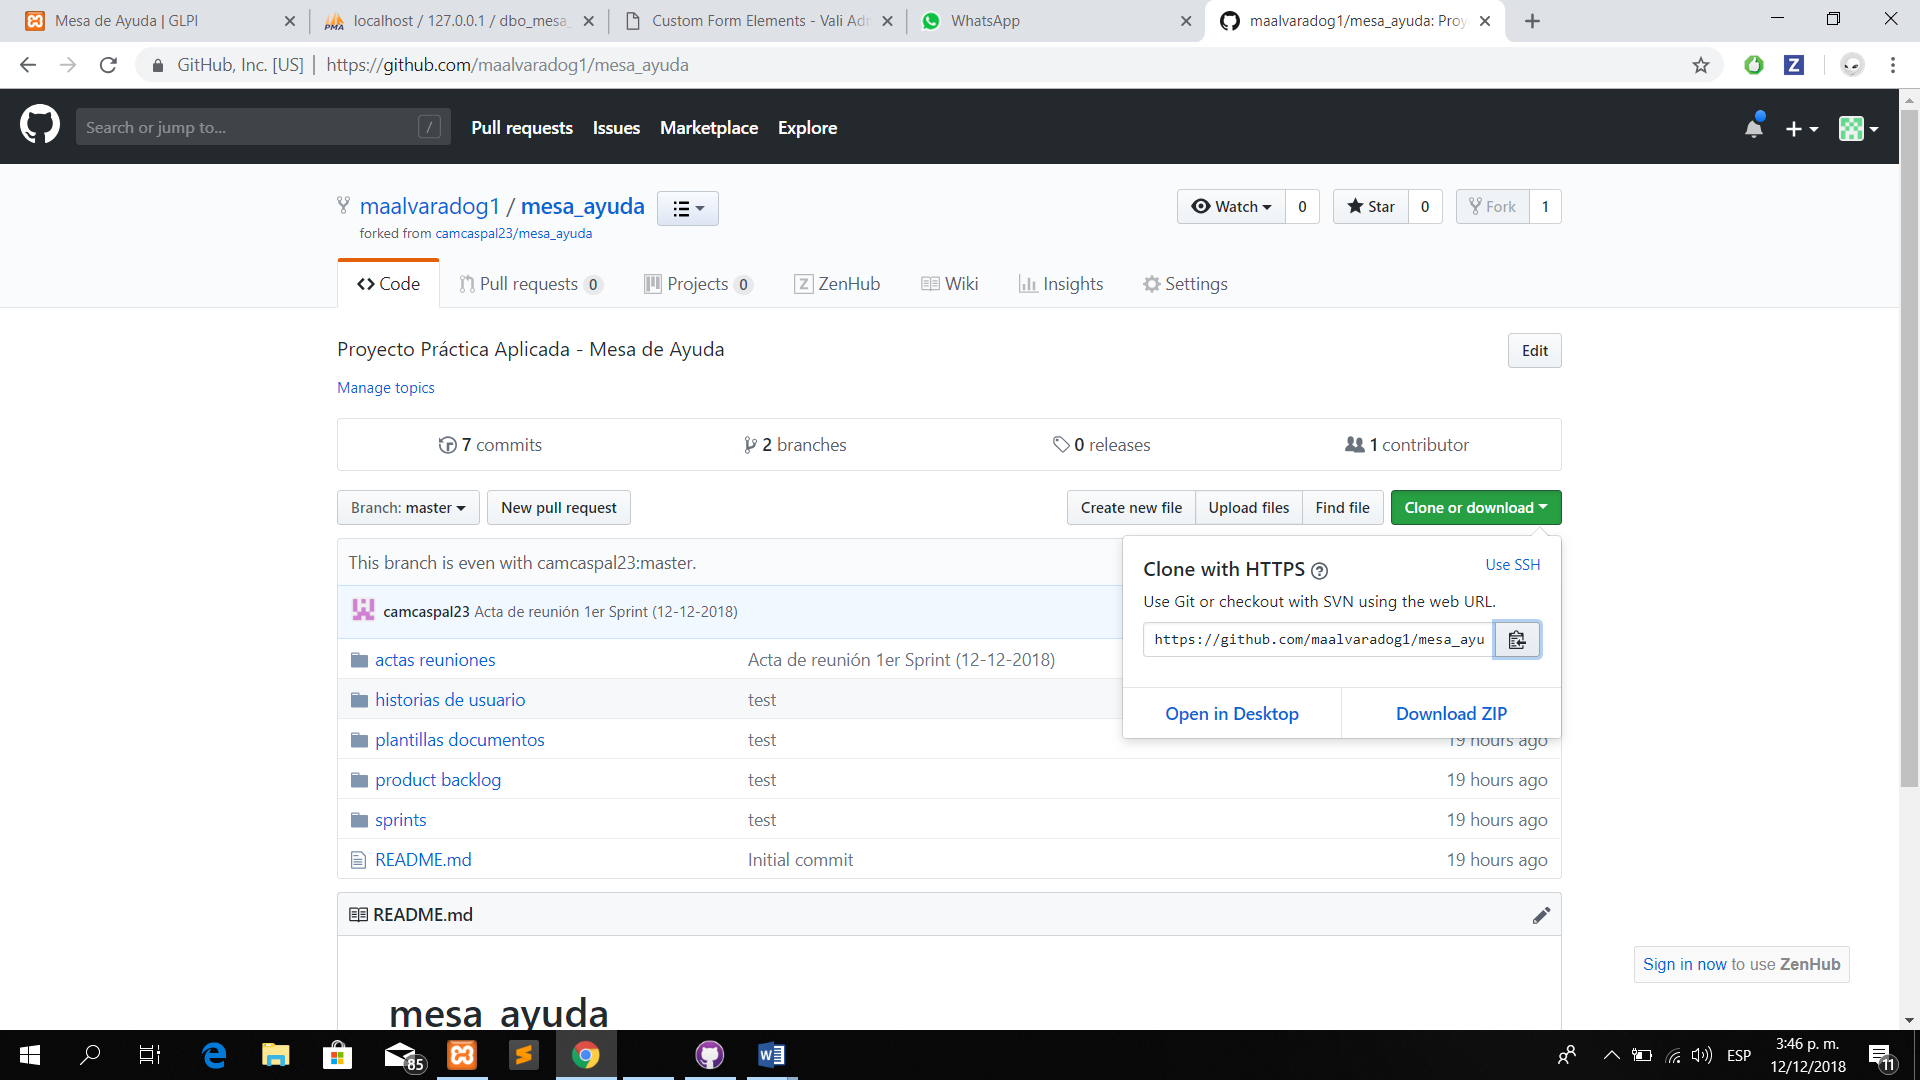 Mesa de Ayuda | GLPI
localhost / 127.0.0.1 / dbo_mesa_
Custom Form Elements - Vali Adm
WhatsApp
maalvaradog1/mesa_ayuda: Proy
GitHub, Inc. [US] | https://github.com/maalvaradog1/mesa_ayuda
Search or jump to... /
Pull requests Issues Marketplace Explore
maalvaradog1 / mesa_ayuda
forked from camcaspal23/mesa_ayuda
Watch 0 Star 0 Fork 1
Code Pull requests 0 Projects 0 ZenHub Wiki Insights Settings
Proyecto Práctica Aplicada - Mesa de Ayuda
Edit
Manage topics
7 commits 2 branches 0 releases 1 contributor
Branch: master New pull request Create new file Upload files Find file Clone or download
This branch is even with camcaspal23:master.
camcaspal23 Acta de reunión 1er Sprint (12-12-2018)
Clone with HTTPS ?
Use SSH
Use Git or checkout with SVN using the web URL.
https://github.com/maalvaradog1/mesa_ayu
Open in Desktop Download ZIP
actas reuniones Acta de reunión 1er Sprint (12-12-2018)
historias de usuario test
plantillas documentos test 19 hours ago
product backlog test 19 hours ago
sprints test 19 hours ago
README.md Initial commit 19 hours ago
README.md
mesa_ayuda
Sign in now to use ZenHub
85
ESP
3:46 p. m.
12/12/2018
11